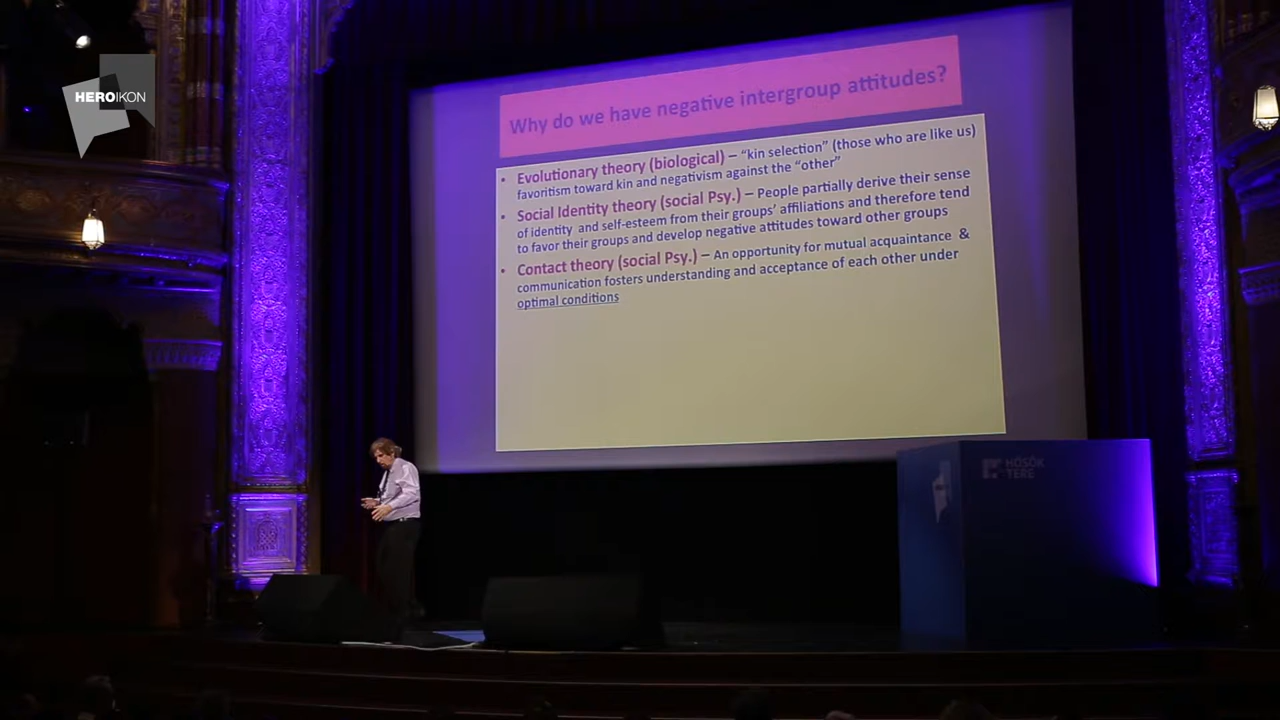 HEROIKON
Why do we have negative intergroup attitudes?
• Evolutionary theory (biological) – “kin selection” (those who are like us)
favoritism toward kin and negativism against the “other”
• Social Identity theory (social Psy.) – People partially derive their sense
of identity and self-esteem from their groups’ affiliations and therefore tend
to favor their groups and develop negative attitudes toward other groups
• Contact theory (social Psy.) – An opportunity for mutual acquaintance &
communication fosters understanding and acceptance of each other under
optimal conditions
HŐSÖK
TERE